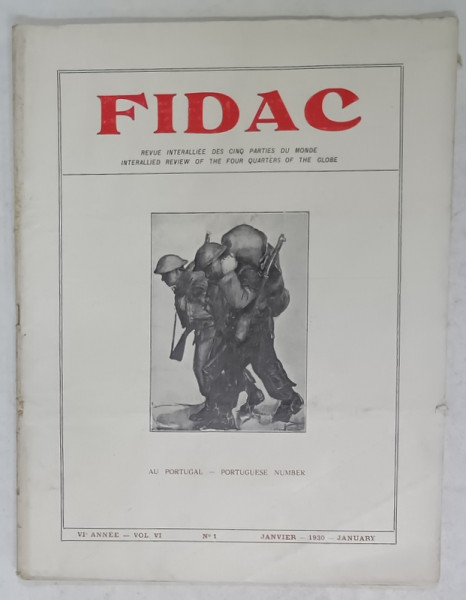 FIDAC
REVUE INTERALLIÉE DES CINQ PARTIES DU MONDE
INTERALLIED REVIEW OF THE FOUR QUARTERS OF THE GLOBE
AU PORTUGAL — PORTUGUESE NUMBER
VIᵉ ANNÉE — VOL VI Nº 1 JANVIER — 1930 — JANUARY